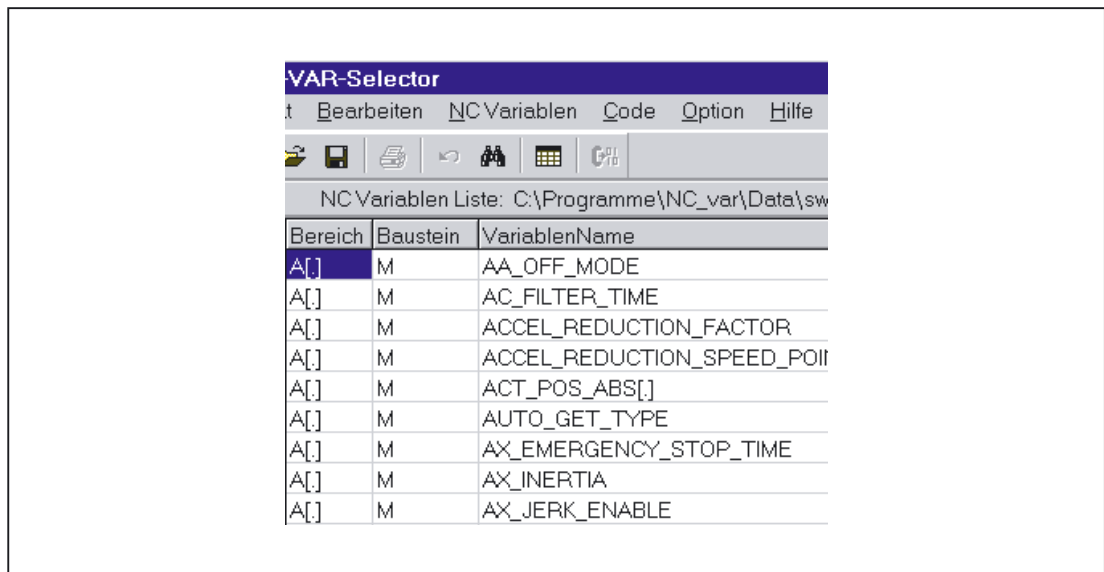 -VAR-Selector
t Bearbeiten NC Variablen Code Option Hilfe
NC Variablen Liste: C:\Programme\NC_var\Data\sw
Bereich Baustein VariablenName
A[.] M AA_OFF_MODE
A[.] M AC_FILTER_TIME
A[.] M ACCEL_REDUCTION_FACTOR
A[.] M ACCEL_REDUCTION_SPEED_POI
A[.] M ACT_POS_ABS[.]
A[.] M AUTO_GET_TYPE
A[.] M AX_EMERGENCY_STOP_TIME
A[.] M AX_INERTIA
A[.] M AX_JERK_ENABLE